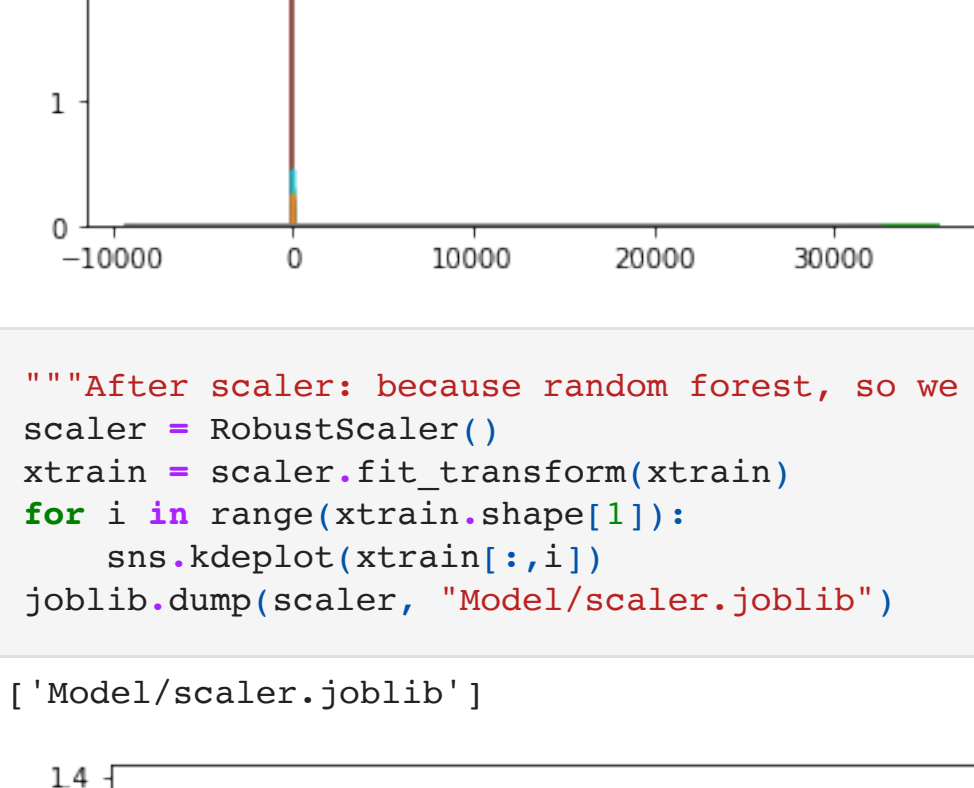 1
0
−10000 0 10000 20000 30000
"""After scaler: because random forest, so we
scaler = RobustScaler()
xtrain = scaler.fit_transform(xtrain)
for i in range(xtrain.shape[1]):
    sns.kdeplot(xtrain[:,i])
joblib.dump(scaler, "Model/scaler.joblib")
['Model/scaler.joblib']
1.4